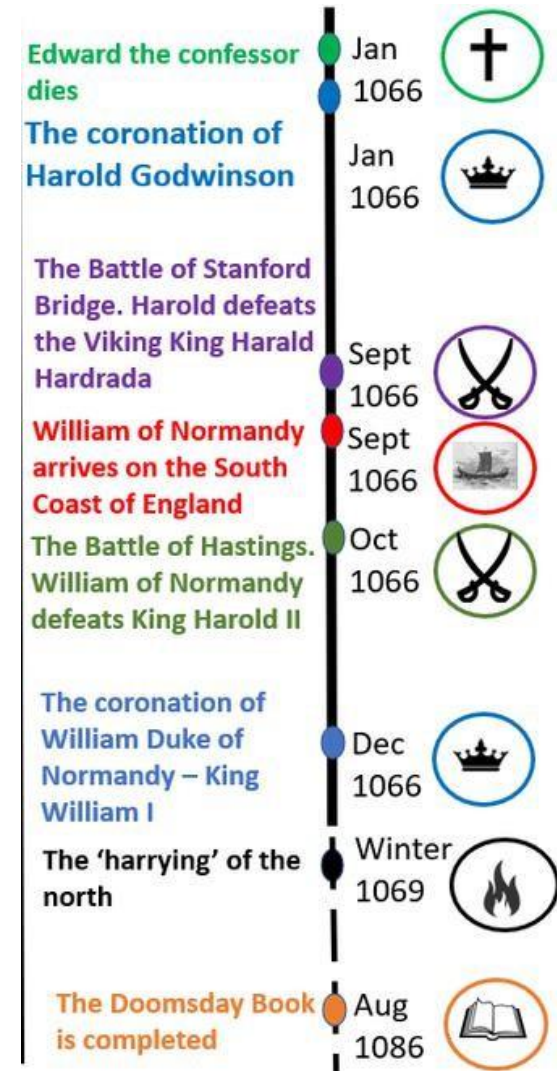 Edward the confessor
dies
Jan
1066
The coronation of
Harold Godwinson
Jan
1066
The Battle of Stanford
Bridge. Harold defeats
the Viking King Harald
Hardrada
Sept
1066
William of Normandy
arrives on the South
Coast of England
Sept
1066
The Battle of Hastings.
William of Normandy
defeats King Harold II
Oct
1066
The coronation of
William Duke of
Normandy – King
William I
Dec
1066
The ‘harrying’ of the
north
Winter
1069
The Doomsday Book
is completed
Aug
1086